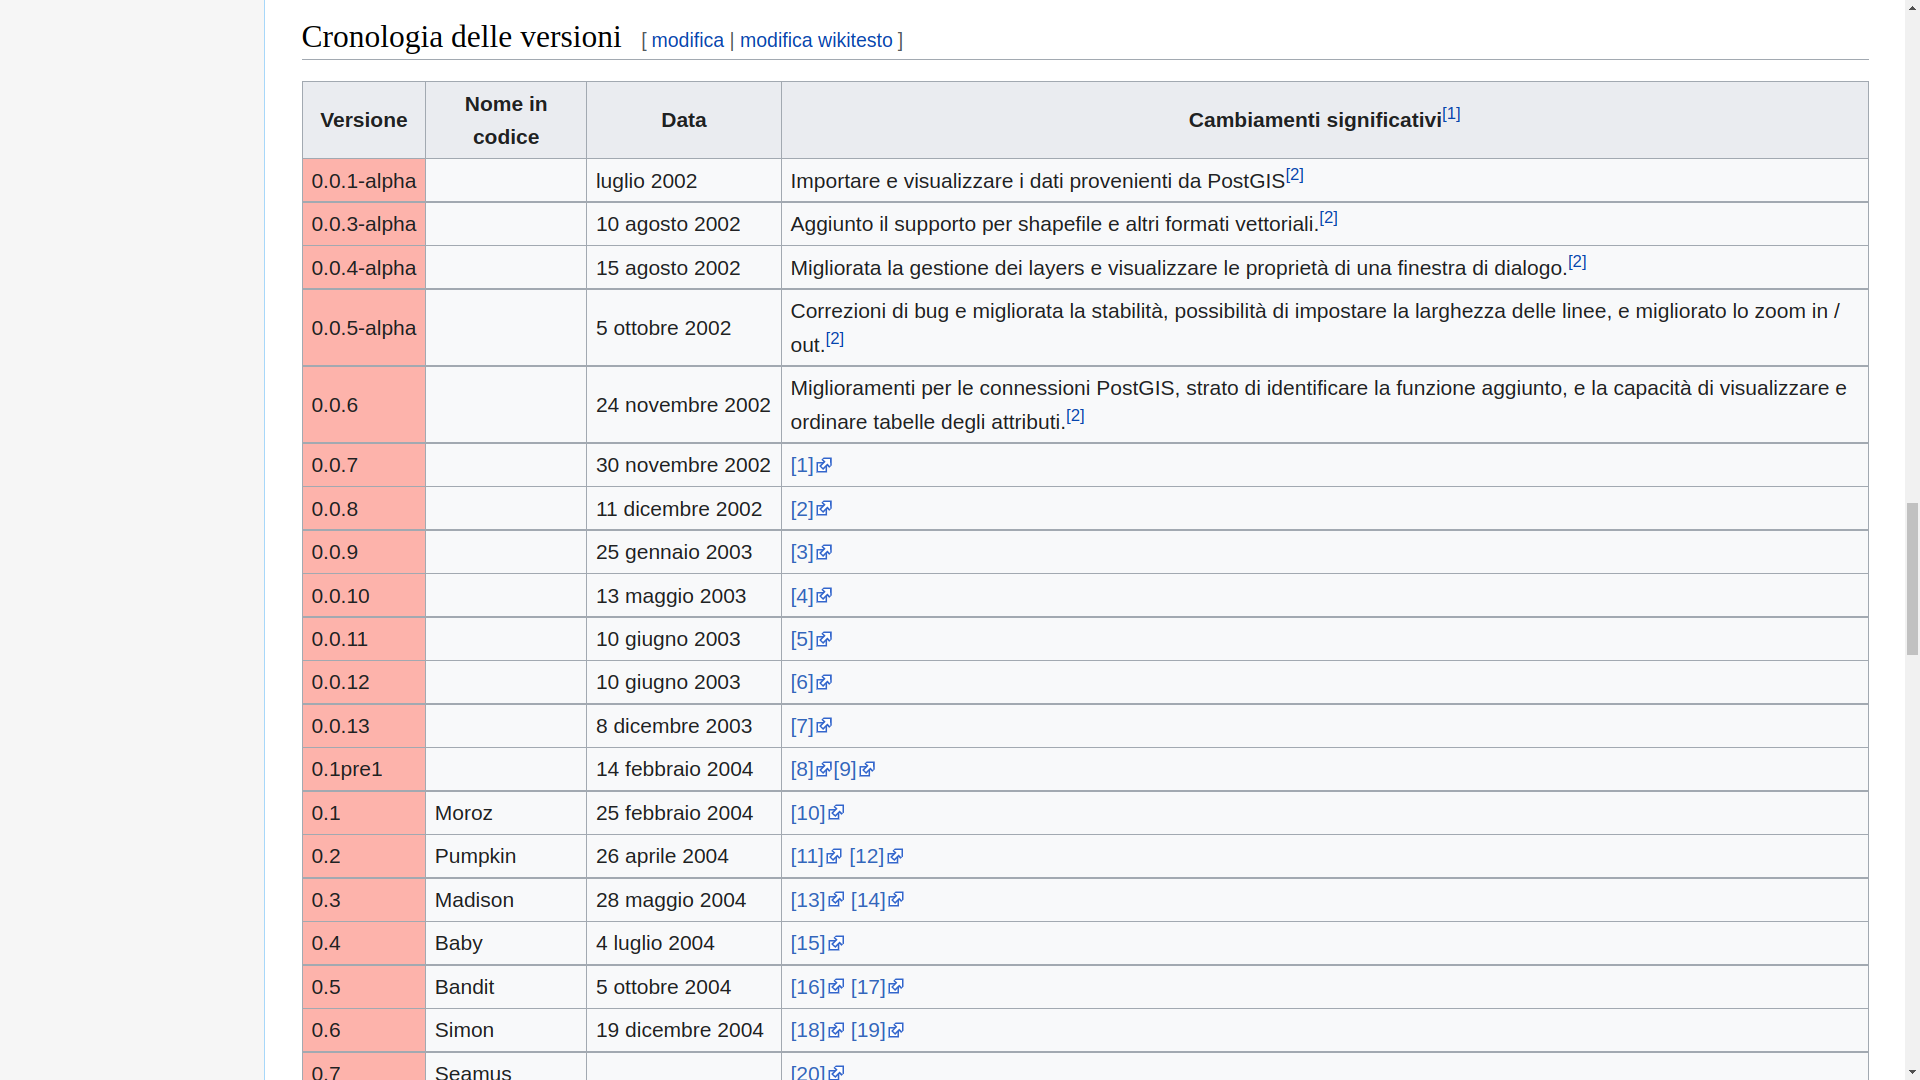 Cronologia delle versioni [ modifica | modifica wikitesto ]
Versione Nome in codice Data Cambiamenti significativi[1]
0.0.1-alpha luglio 2002 Importare e visualizzare i dati provenienti da PostGIS[2]
0.0.3-alpha 10 agosto 2002 Aggiunto il supporto per shapefile e altri formati vettoriali.[2]
0.0.4-alpha 15 agosto 2002 Migliorata la gestione dei layers e visualizzare le proprietà di una finestra di dialogo.[2]
0.0.5-alpha 5 ottobre 2002 Correzioni di bug e migliorata la stabilità, possibilità di impostare la larghezza delle linee, e migliorato lo zoom in /
out.[2]
0.0.6 24 novembre 2002 Miglioramenti per le connessioni PostGIS, strato di identificare la funzione aggiunto, e la capacità di visualizzare e
ordinare tabelle degli attributi.[2]
0.0.7 30 novembre 2002 [1]
0.0.8 11 dicembre 2002 [2]
0.0.9 25 gennaio 2003 [3]
0.0.10 13 maggio 2003 [4]
0.0.11 10 giugno 2003 [5]
0.0.12 10 giugno 2003 [6]
0.0.13 8 dicembre 2003 [7]
0.1pre1 14 febbraio 2004 [8][9]
0.1 Moroz 25 febbraio 2004 [10]
0.2 Pumpkin 26 aprile 2004 [11] [12]
0.3 Madison 28 maggio 2004 [13] [14]
0.4 Baby 4 luglio 2004 [15]
0.5 Bandit 5 ottobre 2004 [16] [17]
0.6 Simon 19 dicembre 2004 [18] [19]
0.7 Seamus [20]